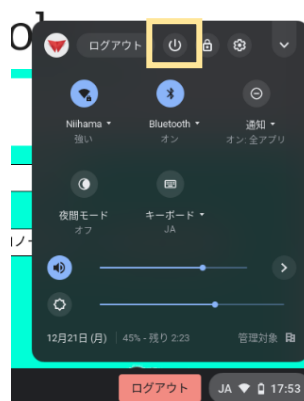 ログアウト
Niihama
強い
Bluetooth
オン
通知
オン: 全アプリ
夜間モード
オフ
キーボード
JA
12月21日 (月)
45% - 残り 2:23
管理対象
ログアウト
JA
17:53